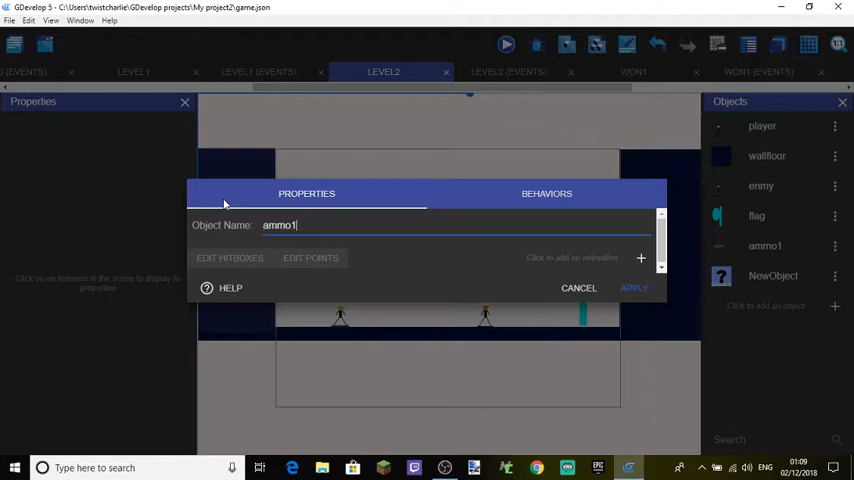 GDevelop 5 - C:\Users\twistcharlie\GDevelop projects\My project2\game.json
File Edit View Window Help
(EVENTS) LEVEL1 LEVEL1 (EVENTS) LEVEL2 LEVEL2 (EVENTS) WON1 WON1 (EVENTS)
Properties
Objects
player
wallfloor
enmy
flag
ammo1
NewObject
Click to add an object
Search
Click on an instance in the scene to display its
properties
PROPERTIES BEHAVIORS
Object Name: ammo1
EDIT HITBOXES EDIT POINTS Click to add an animation
HELP CANCEL APPLY
Type here to search
ENG
01:09
02/12/2018